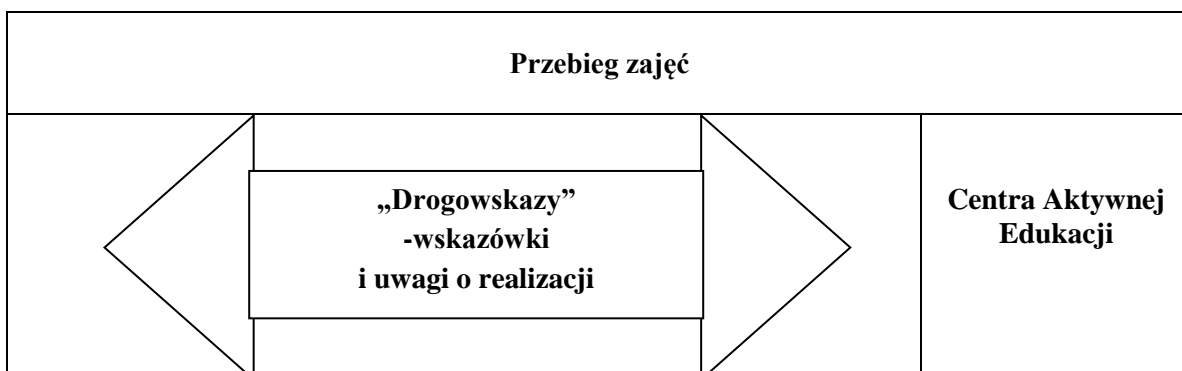 Przebieg zajęć
„Drogowskazy”
-wskazówki
i uwagi o realizacji
Centra Aktywnej
Edukacji